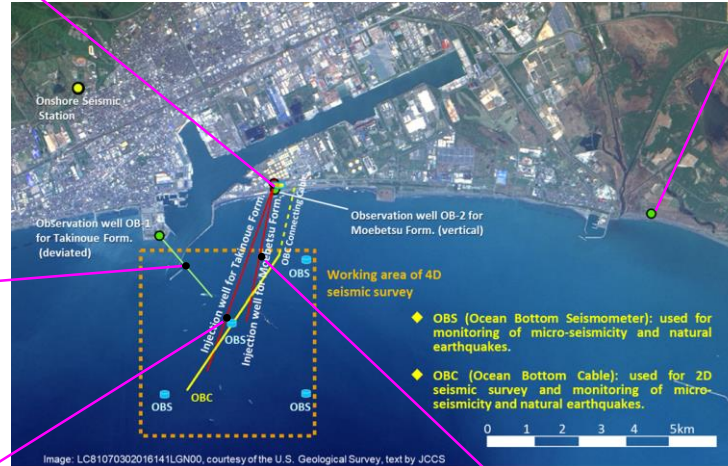 Onshore Seismic
Station
Observation well OB-1
for Takinoue Form.
(deviated)
Injection well for Takinoue Form.
Injection well for Moebetsu Form.
OBC Connecting Cable
Observation well OB-2 for
Moebetsu Form. (vertical)
OBS
Working area of 4D
seismic survey
OBS
OBC
OBS
OBS
◆ OBS (Ocean Bottom Seismometer): used for
monitoring of micro-seismicity and natural
earthquakes.
◆ OBC (Ocean Bottom Cable): used for 2D
seismic survey and monitoring of micro-
seismicity and natural earthquakes.
0 1 2 3 4 5km
Image: LC81070302016141LGN00, courtesy of the U.S. Geological Survey, text by JCCS